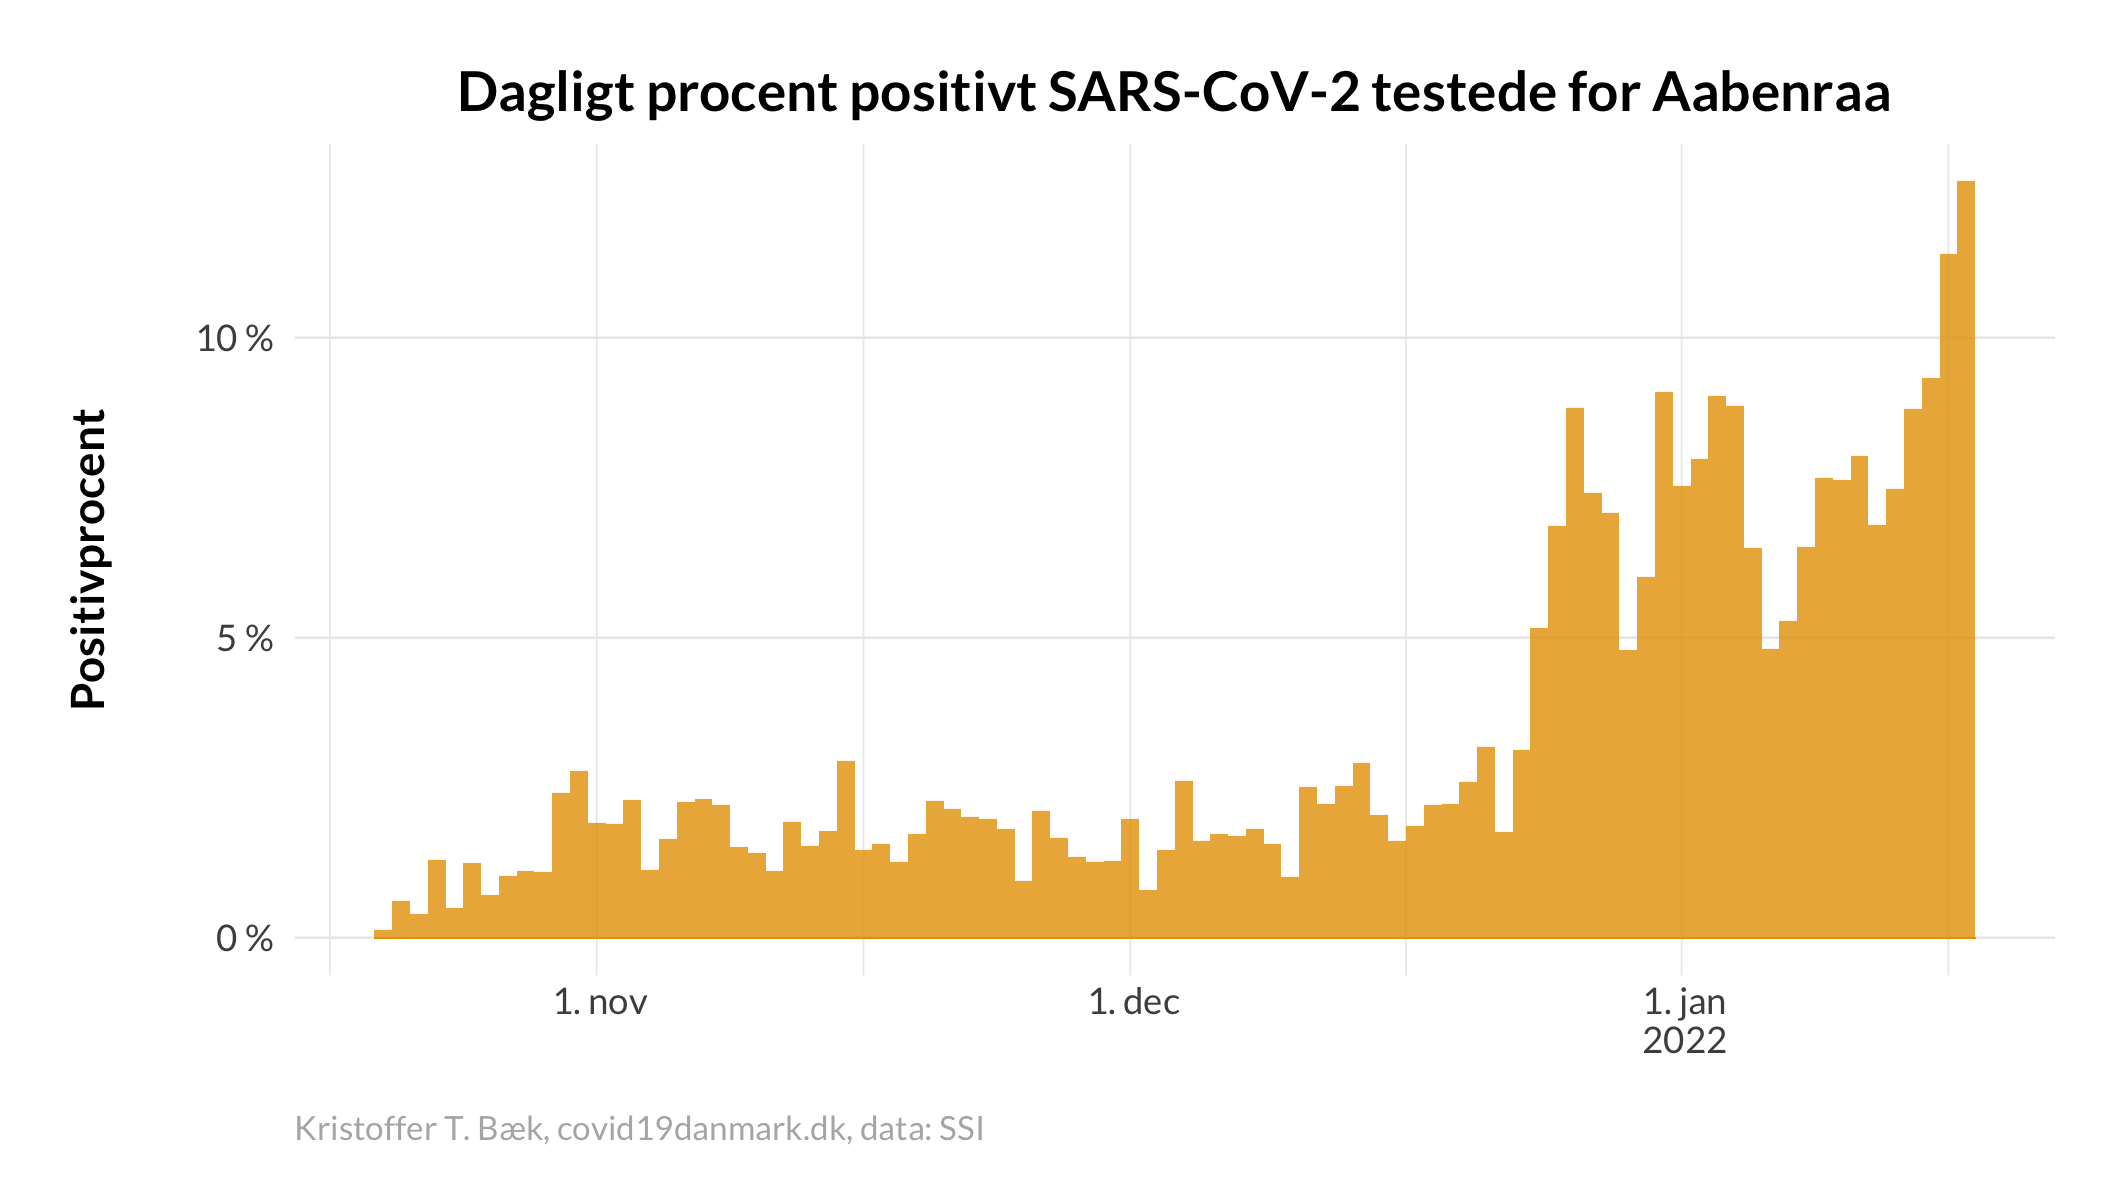 Dagligt procent positivt SARS-CoV-2 testede for Aabenraa
Positivprocent
10 %
5 %
0 %
1. nov
1. dec
1. jan
2022
Kristoffer T. Bæk, covid19danmark.dk, data: SSI